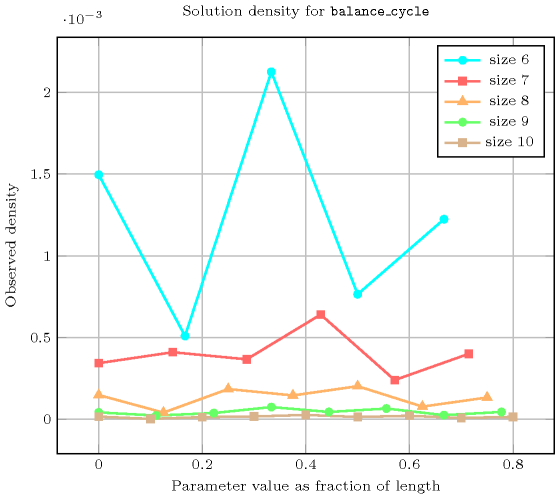 Solution density for balance_cycle
·10−3
size 6
size 7
size 8
size 9
size 10
2
1.5
1
0.5
0
Observed density
0
0.2
0.4
0.6
0.8
Parameter value as fraction of length